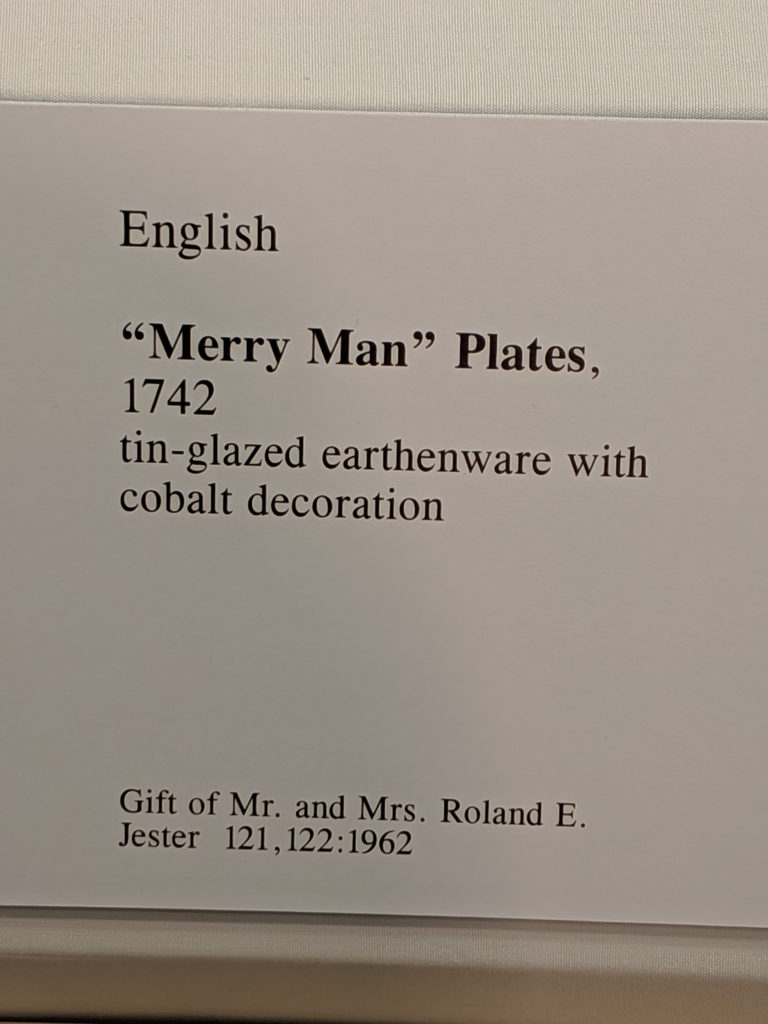 English
“Merry Man” Plates,
1742
tin-glazed earthenware with
cobalt decoration
Gift of Mr. and Mrs. Roland E.
Jester 121,122:1962